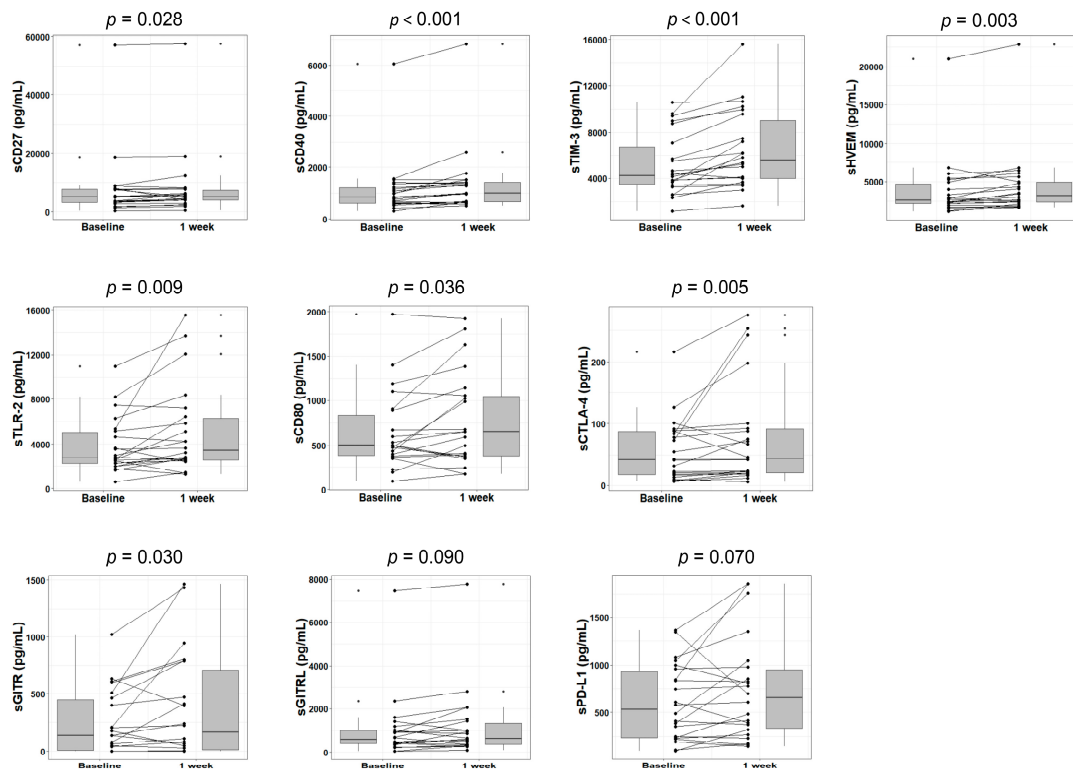 p = 0.028
sCD27 (pg/mL)
60000
40000
20000
0
Baseline 1 week
p < 0.001
sCD40 (pg/mL)
6000
4000
2000
0
Baseline 1 week
p < 0.001
sTIM-3 (pg/mL)
16000
12000
8000
4000
Baseline 1 week
p = 0.003
sHVEM (pg/mL)
20000
15000
10000
5000
Baseline 1 week
p = 0.009
sTLR-2 (pg/mL)
16000
12000
8000
4000
0
Baseline 1 week
p = 0.036
sCD80 (pg/mL)
2000
1500
1000
500
0
Baseline 1 week
p = 0.005
sCTLA-4 (pg/mL)
200
100
0
Baseline 1 week
p = 0.030
sGITR (pg/mL)
1500
1000
500
0
Baseline 1 week
p = 0.090
sGITRL (pg/mL)
8000
6000
4000
2000
0
Baseline 1 week
p = 0.070
sPD-L1 (pg/mL)
1500
1000
500
Baseline 1 week